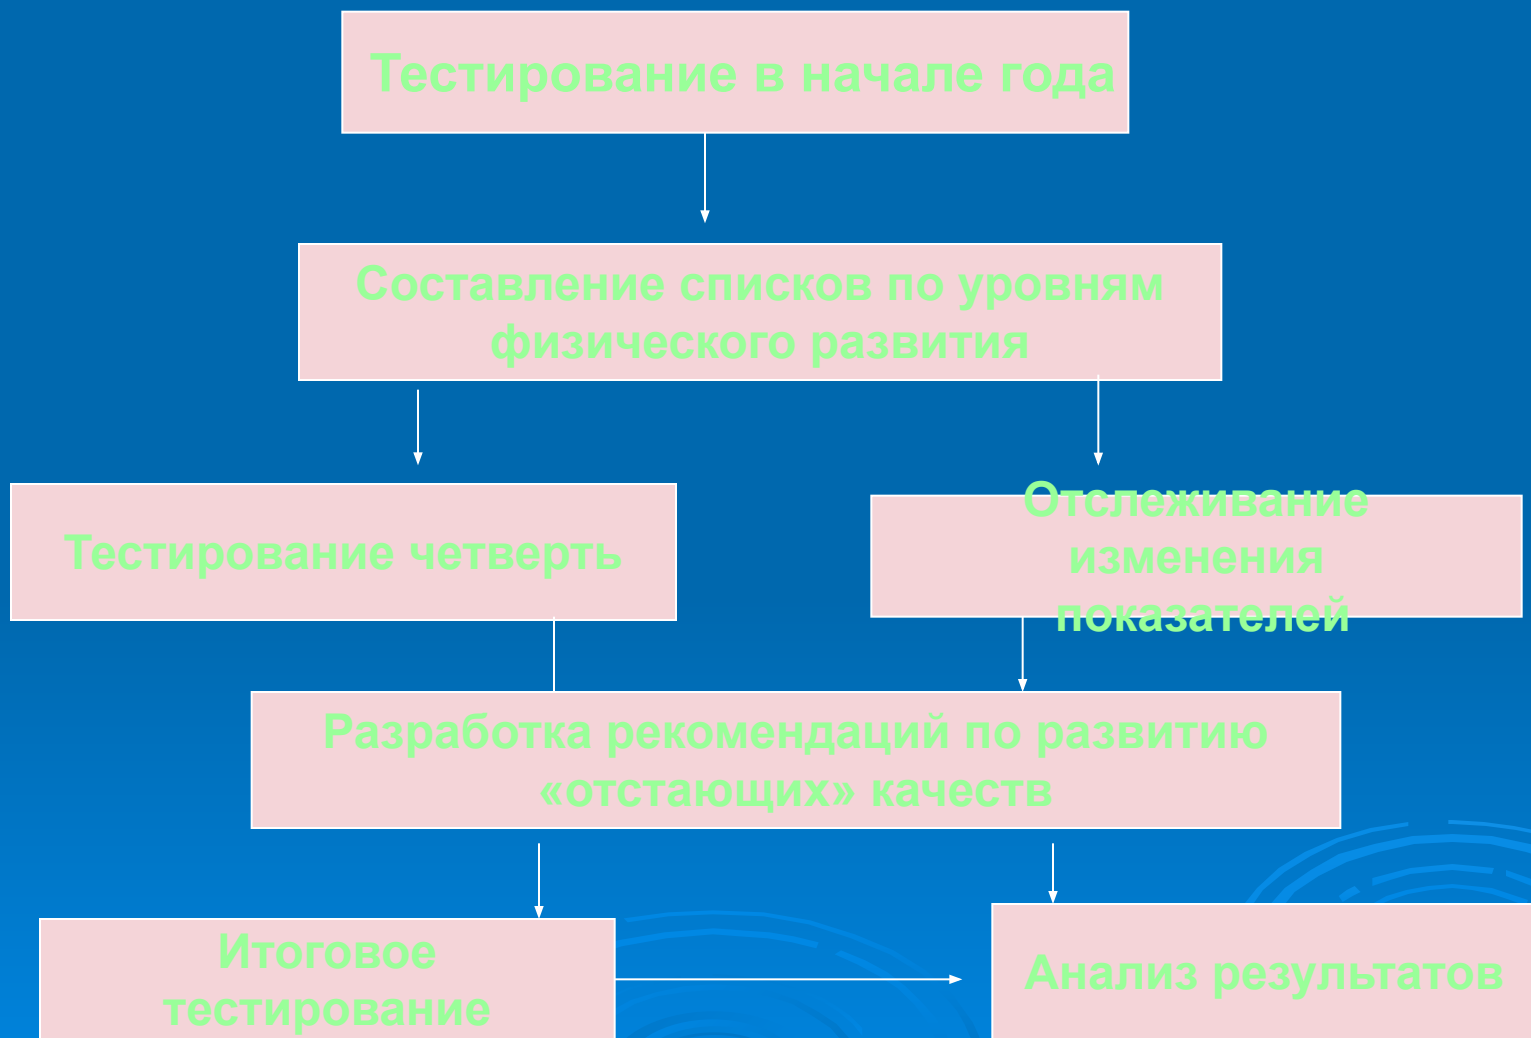 Тестирование в начале года
Составление списков по уровням
физического развития
Тестирование четверть
Отслеживание
изменения
показателей
Разработка рекомендаций по развитию
«отстающих» качеств
Итоговое
тестирование
Анализ результатов